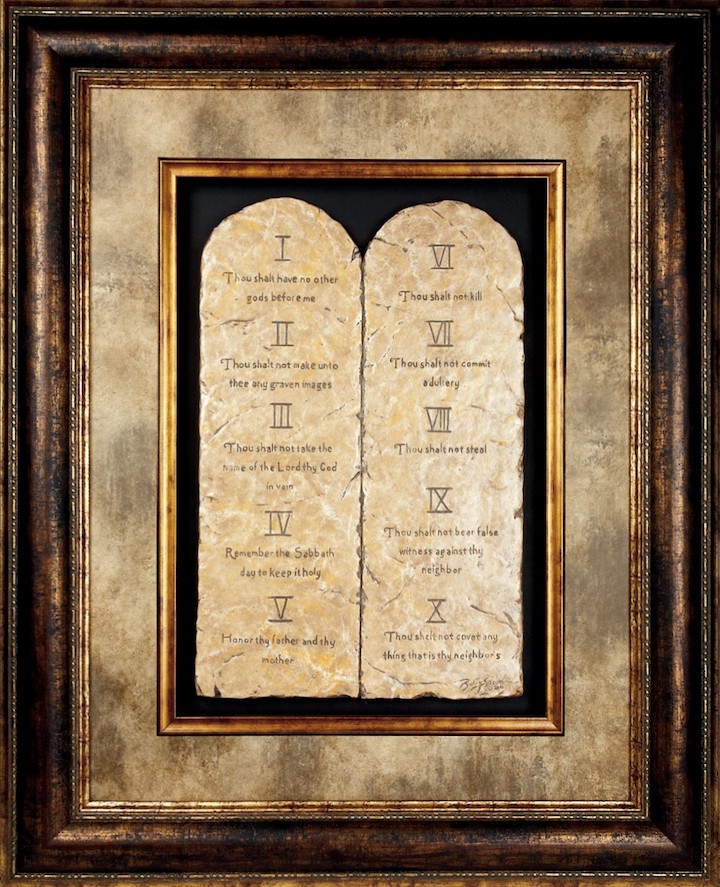 I
Thou shalt have no other
gods before me
II
Thou shalt not make unto
thee any graven images
III
Thou shalt not take the
name of the Lord thy God
in vain
IV
Remember the Sabbath
day to keep it holy
V
Honor thy father and thy
mother
VI
Thou shalt not kill
VII
Thou shalt not commit
adultery
VIII
Thou shalt not steal
IX
Thou shalt not bear false
witness against thy
neighbor
X
Thou shalt not covet any
thing that is thy neighbors